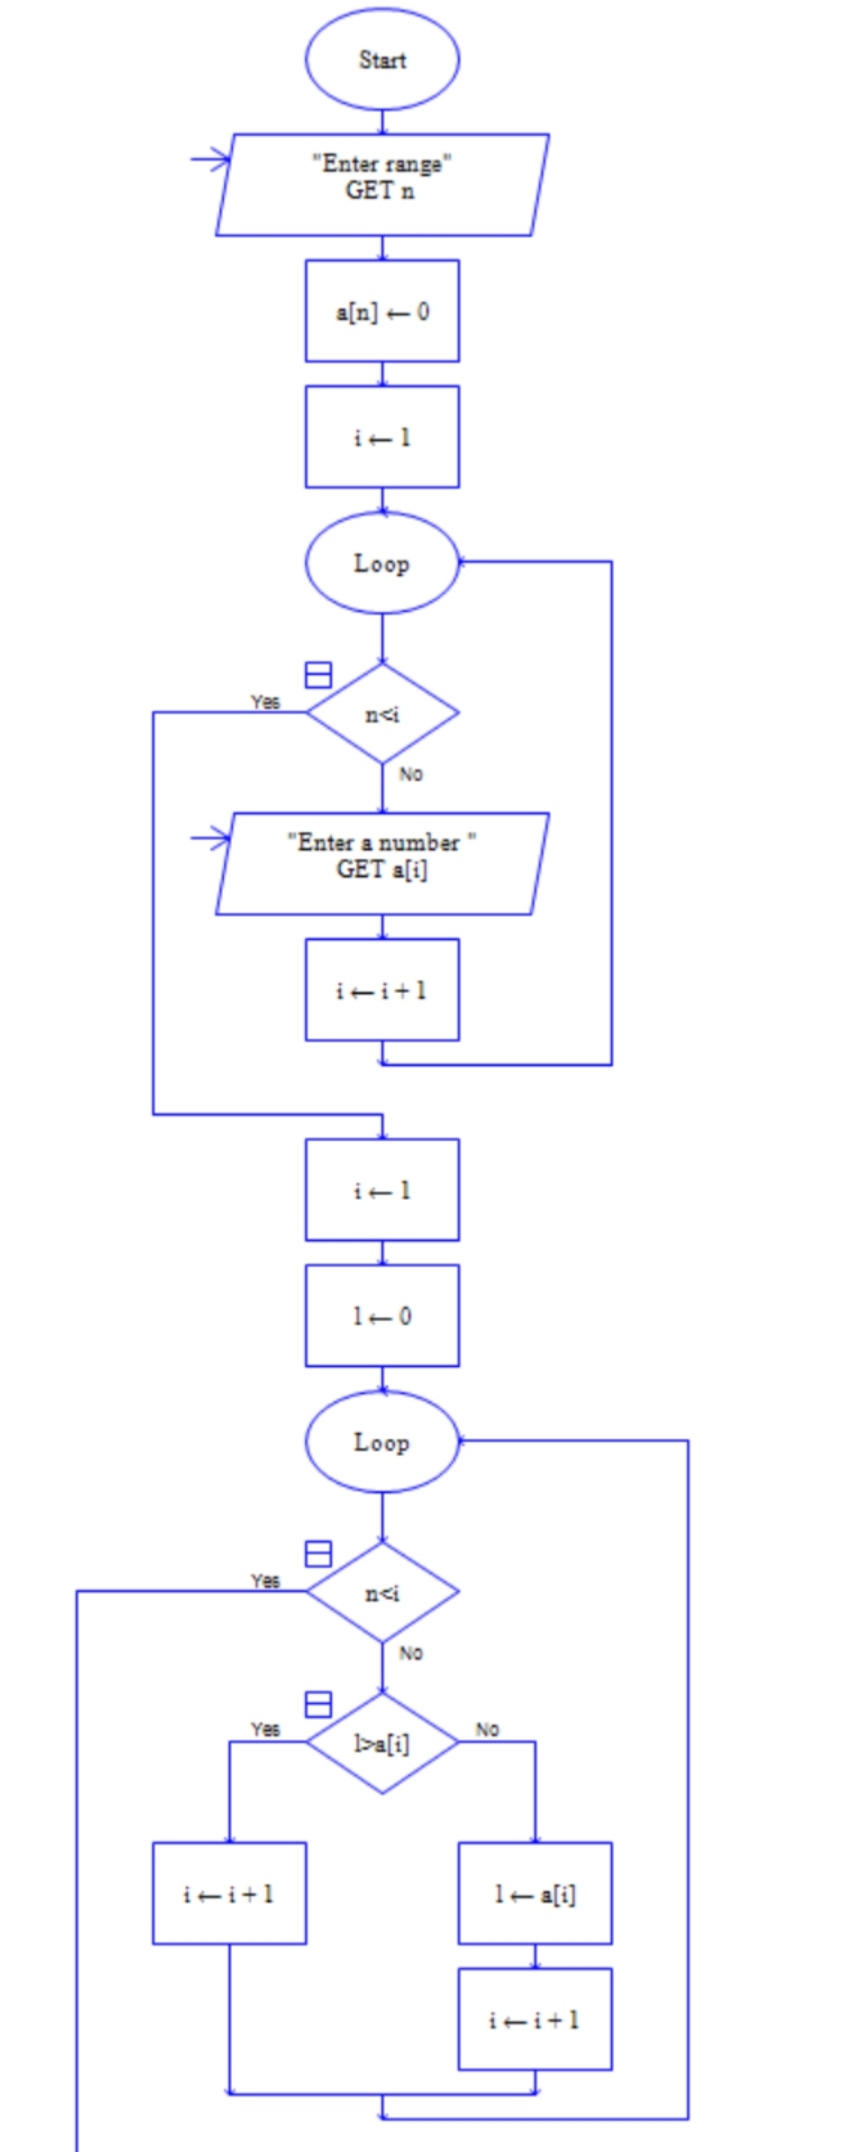 Start
"Enter range"
GET n
a[n] ← 0
i ← 1
Loop
n<i
Yes
No
"Enter a number "
GET a[i]
i ← i + 1
i ← 1
l ← 0
Loop
n<i
Yes
No
l>a[i]
Yes
No
i ← i + 1
l ← a[i]
i ← i + 1